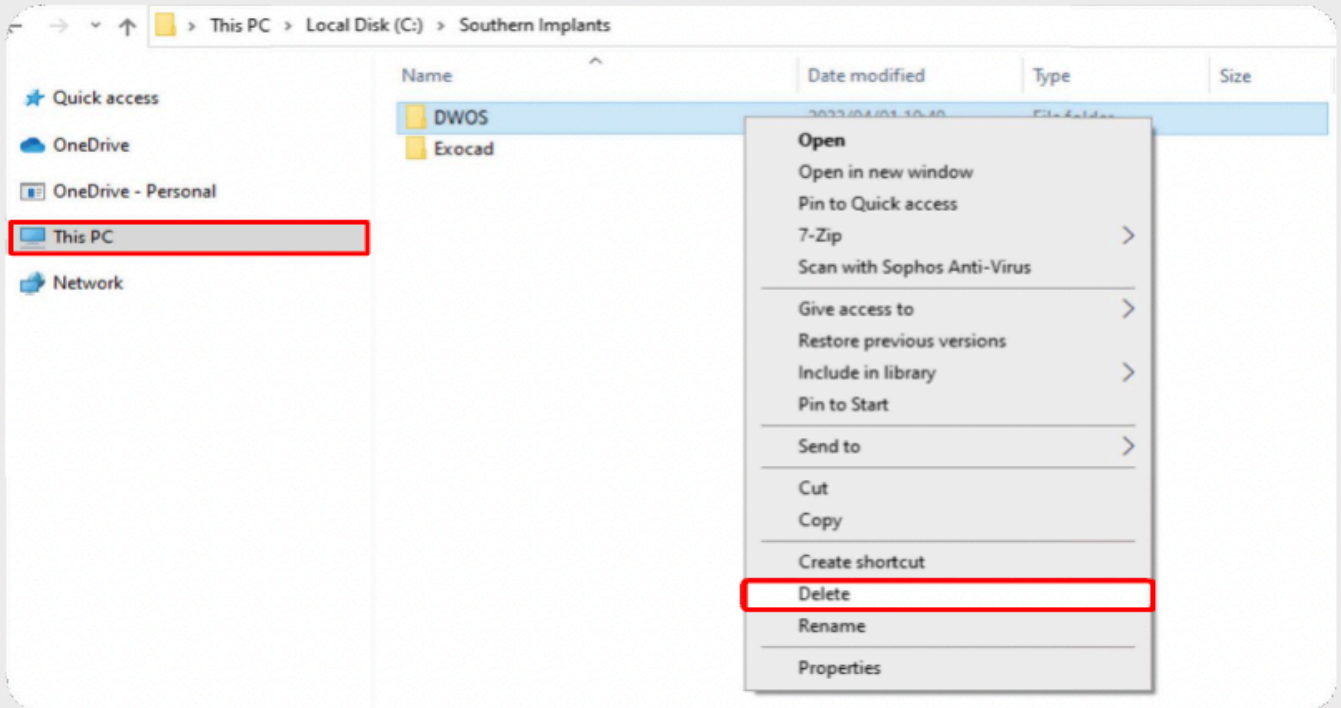 This PC > Local Disk (C:) > Southern Implants
Quick access
OneDrive
OneDrive - Personal
This PC
Network
Name Date modified Type Size
DWOS File folder
Exocad
Open
Open in new window
Pin to Quick access
7-Zip
Scan with Sophos Anti-Virus
Give access to
Restore previous versions
Include in library
Pin to Start
Send to
Cut
Copy
Create shortcut
Delete
Rename
Properties